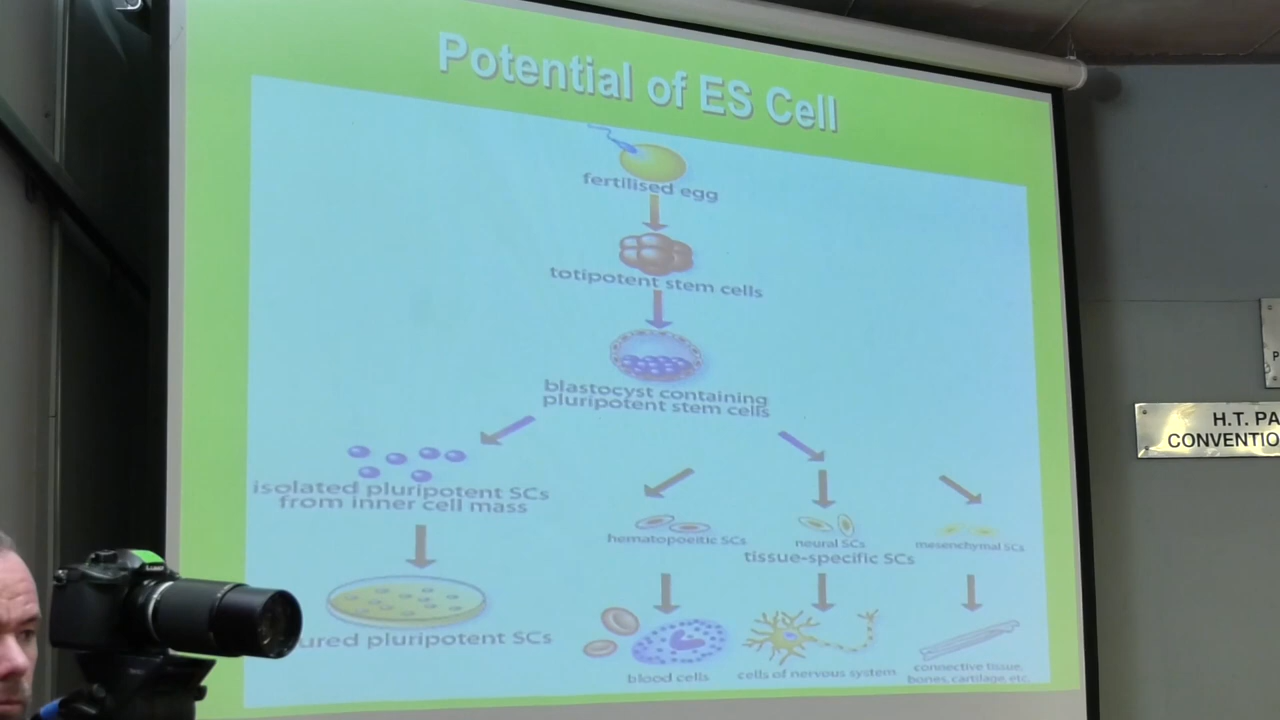 Potential of ES Cell
fertilised egg
totipotent stem cells
blastocyst containing
pluripotent stem cells
isolated pluripotent SCs
from inner cell mass
ured pluripotent SCs
hematopoeitic SCs
neural SCs
mesenchymal SCs
tissue-specific SCs
blood cells
cells of nervous system
connective tissue,
bones, cartilage, etc.
P
H.T. PA
CONVENTIO